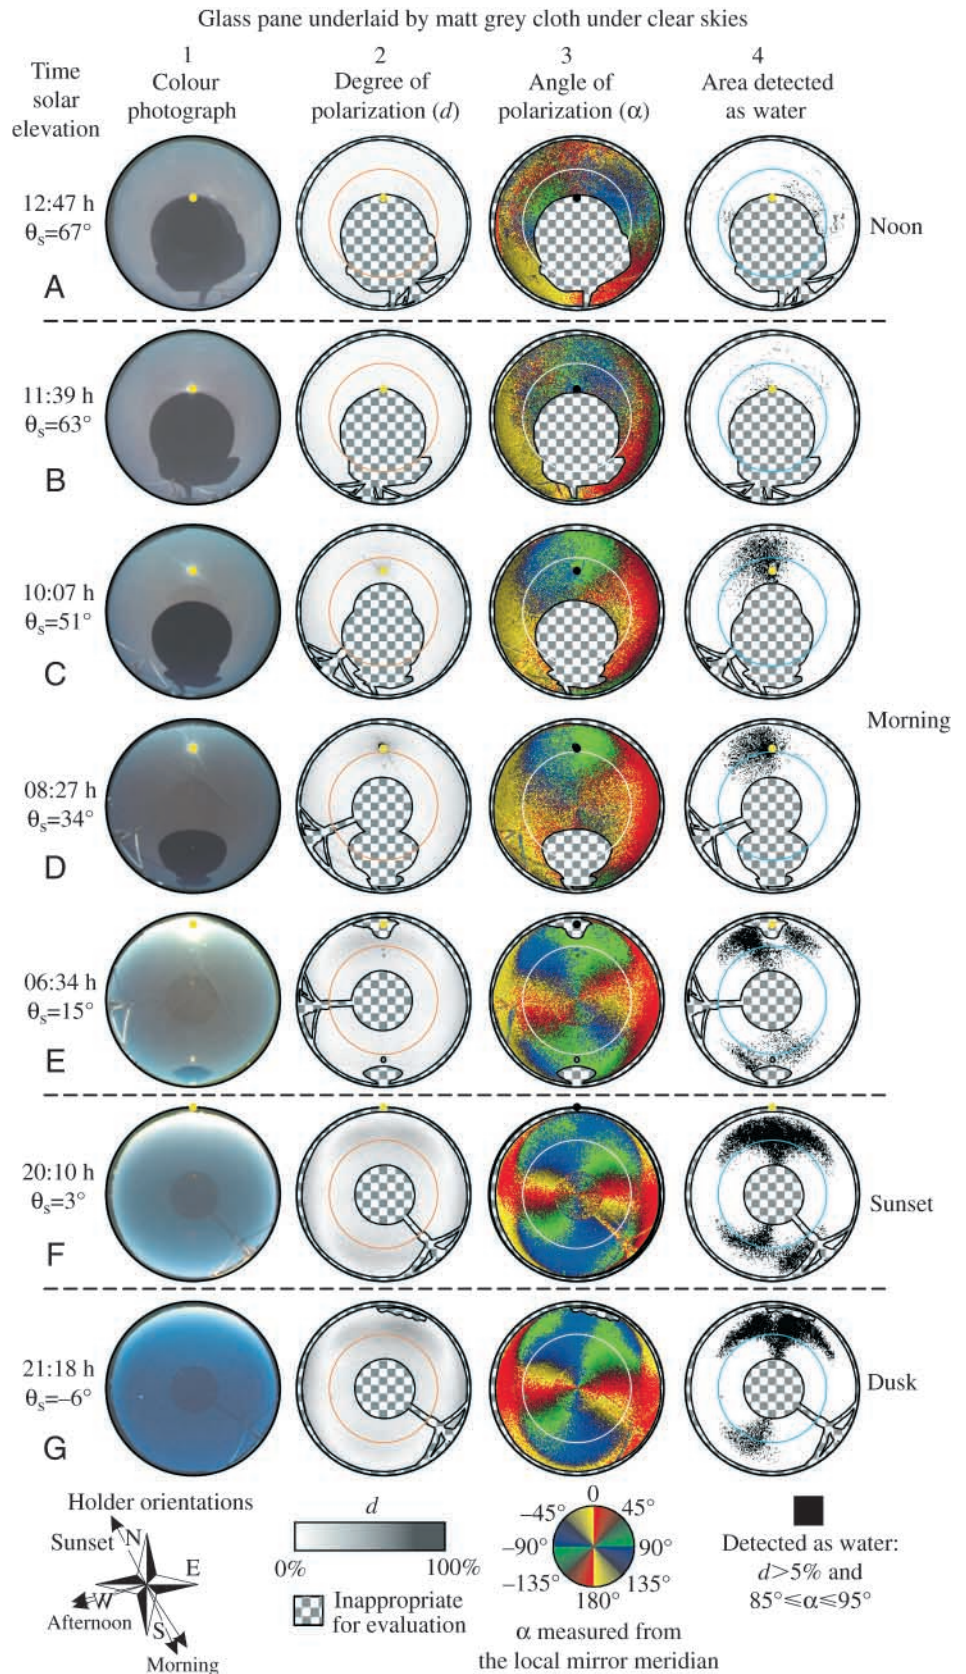 Glass pane underlaid by matt grey cloth under clear skies
Time
solar
elevation
1
Colour
photograph
2
Degree of
polarization (d)
3
Angle of
polarization (α)
4
Area detected
as water
12:47 h
θs=67°
A
Noon
11:39 h
θs=63°
B
10:07 h
θs=51°
C
Morning
08:27 h
θs=34°
D
06:34 h
θs=15°
E
20:10 h
θs=3°
F
Sunset
21:18 h
θs=–6°
G
Dusk
Holder orientations
Sunset
N
E
W
S
Afternoon
Morning
d
0%
100%
Inappropriate
for evaluation
0
–45°
45°
–90°
90°
–135°
135°
180°
α measured from
the local mirror meridian
Detected as water:
d>5% and
85°≤α≤95°